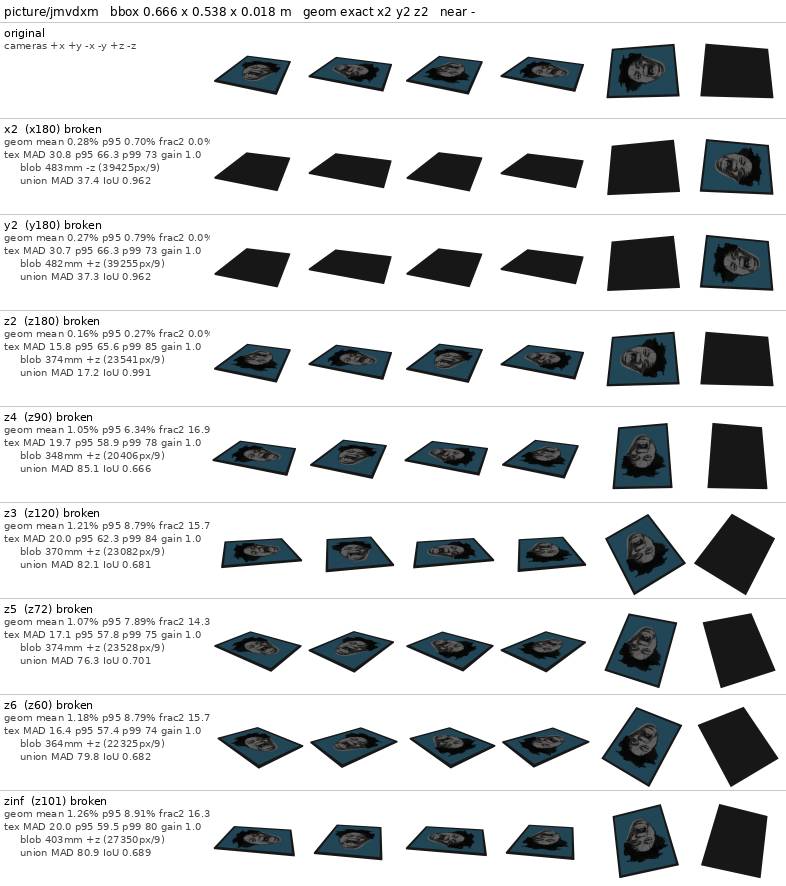 picture/jmvdxm bbox 0.666 x 0.538 x 0.018 m geom exact x2 y2 z2 near -
original
cameras +x +y -x -y +z -z
x2 (x180) broken
geom mean 0.28% p95 0.70% frac2 0.0%
tex MAD 30.8 p95 66.3 p99 73 gain 1.0
blob 483mm -z (39425px/9)
union MAD 37.4 IoU 0.962
y2 (y180) broken
geom mean 0.27% p95 0.79% frac2 0.0%
tex MAD 30.7 p95 66.3 p99 73 gain 1.0
blob 482mm +z (39255px/9)
union MAD 37.3 IoU 0.962
z2 (z180) broken
geom mean 0.16% p95 0.27% frac2 0.0%
tex MAD 15.8 p95 65.6 p99 85 gain 1.0
blob 374mm +z (23541px/9)
union MAD 17.2 IoU 0.991
z4 (z90) broken
geom mean 1.05% p95 6.34% frac2 16.9
tex MAD 19.7 p95 58.9 p99 78 gain 1.0
blob 348mm +z (20406px/9)
union MAD 85.1 IoU 0.666
z3 (z120) broken
geom mean 1.21% p95 8.79% frac2 15.7
tex MAD 20.0 p95 62.3 p99 84 gain 1.0
blob 370mm +z (23082px/9)
union MAD 82.1 IoU 0.681
z5 (z72) broken
geom mean 1.07% p95 7.89% frac2 14.3
tex MAD 17.1 p95 57.8 p99 75 gain 1.0
blob 374mm +z (23528px/9)
union MAD 76.3 IoU 0.701
z6 (z60) broken
geom mean 1.18% p95 8.79% frac2 15.7
tex MAD 16.4 p95 57.4 p99 74 gain 1.0
blob 364mm +z (22325px/9)
union MAD 79.8 IoU 0.682
zinf (z101) broken
geom mean 1.26% p95 8.91% frac2 16.3
tex MAD 20.0 p95 59.5 p99 80 gain 1.0
blob 403mm +z (27350px/9)
union MAD 80.9 IoU 0.689